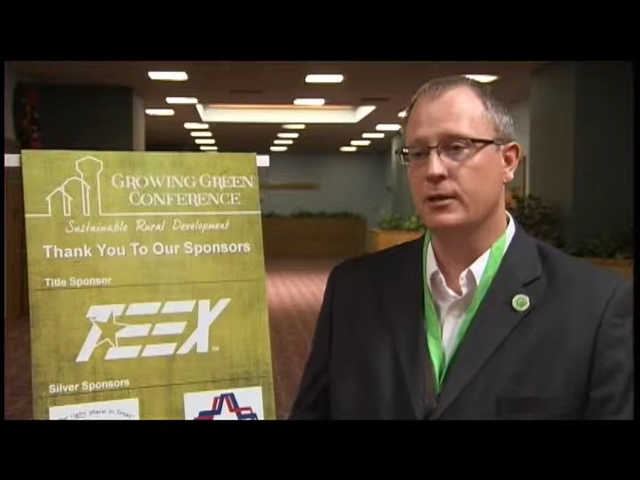 GROWING GREEN
CONFERENCE
Sustainable Rural Development
THANK YOU TO OUR SPONSORS
Title Sponsor
TEEX
Silver Sponsors